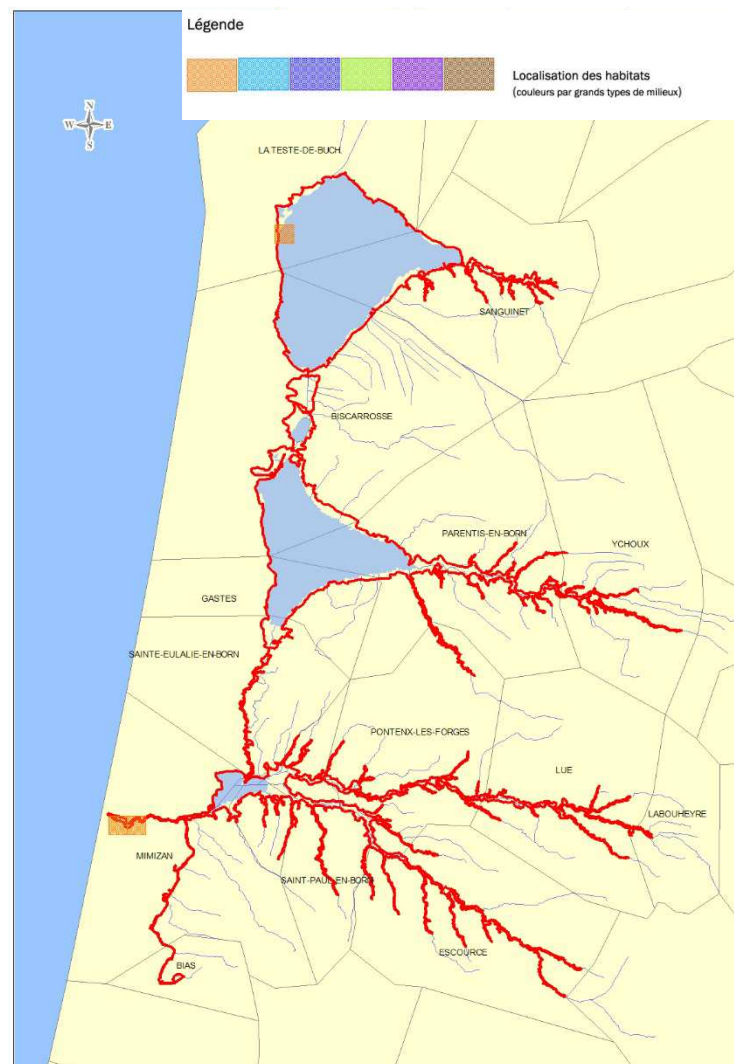 Légende
Localisation des habitats
(couleurs par grands types de milieux)
N
W E
S
LA TESTE-DE-BUCH
SANGUINET
BISCARROSSE
PARENTIS-EN-BORN
YCHOUX
GASTES
SAINTE-EULALIE-EN-BORN
PONTENX-LES-FORGES
LUE
LABOUHEYRE
MIMIZAN
SAINT-PAUL-EN-BORN
ESCOURCE
BIAS